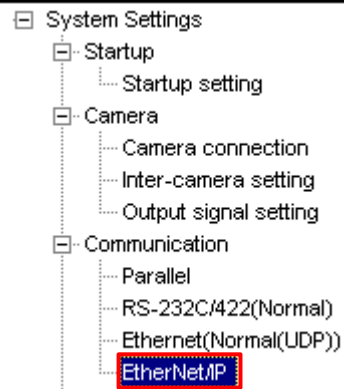 System Settings
Startup
Startup setting
Camera
Camera connection
Inter-camera setting
Output signal setting
Communication
Parallel
RS-232C/422(Normal)
Ethernet(Normal(UDP))
EtherNet/IP